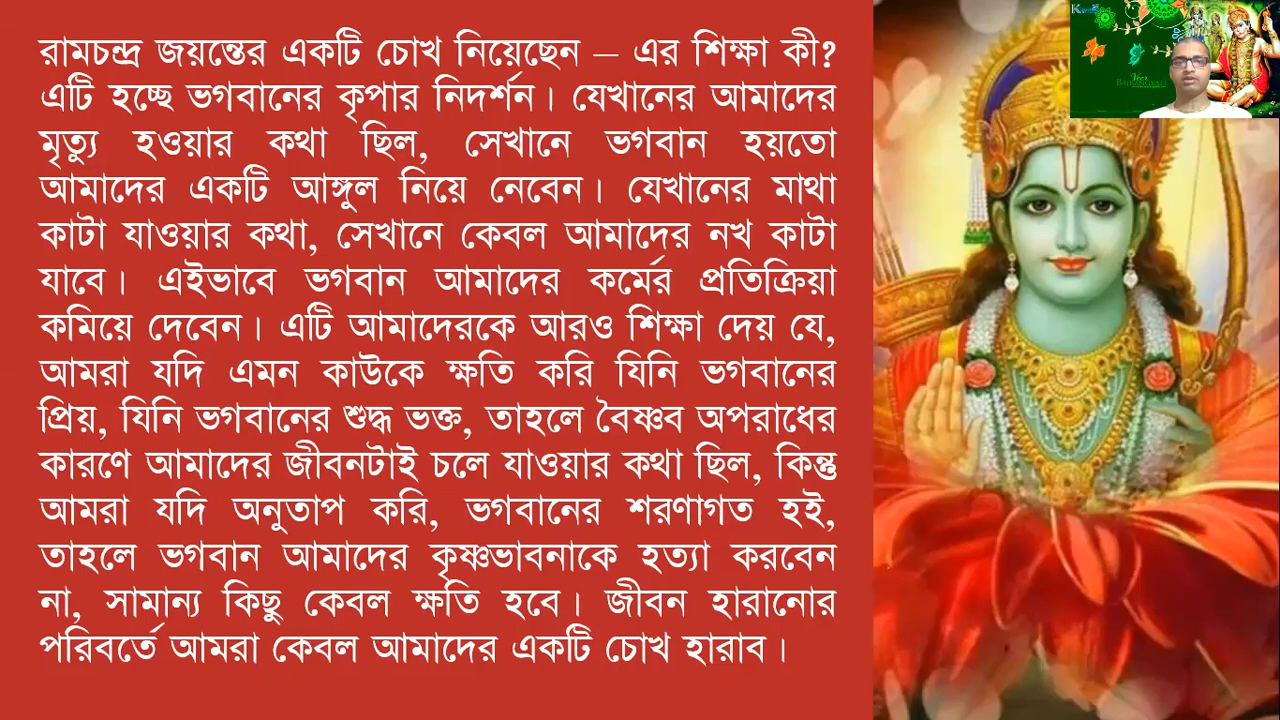 রামচন্দ্র জয়ন্তের একটি চোখ নিয়েছেন – এর শিক্ষা কী?
এটি হচ্ছে ভগবানের কৃপার নিদর্শন। যেখানের আমাদের
মৃত্যু হওয়ার কথা ছিল, সেখানে ভগবান হয়তো
আমাদের একটি আঙ্গুল নিয়ে নেবেন। যেখানের মাথা
কাটা যাওয়ার কথা, সেখানে কেবল আমাদের নখ কাটা
যাবে। এইভাবে ভগবান আমাদের কর্মের প্রতিক্রিয়া
কমিয়ে দেবেন। এটি আমাদেরকে আরও শিক্ষা দেয় যে,
আমরা যদি এমন কাউকে ক্ষতি করি যিনি ভগবানের
প্রিয়, যিনি ভগবানের শুদ্ধ ভক্ত, তাহলে বৈষ্ণব অপরাধের
কারণে আমাদের জীবনটাই চলে যাওয়ার কথা ছিল, কিন্তু
আমরা যদি অনুতাপ করি, ভগবানের শরণাগত হই,
তাহলে ভগবান আমাদের কৃষ্ণভাবনাকে হত্যা করবেন
না, সামান্য কিছু কেবল ক্ষতি হবে। জীবন হারানোর
পরিবর্তে আমরা কেবল আমাদের একটি চোখ হারাব।
Veer